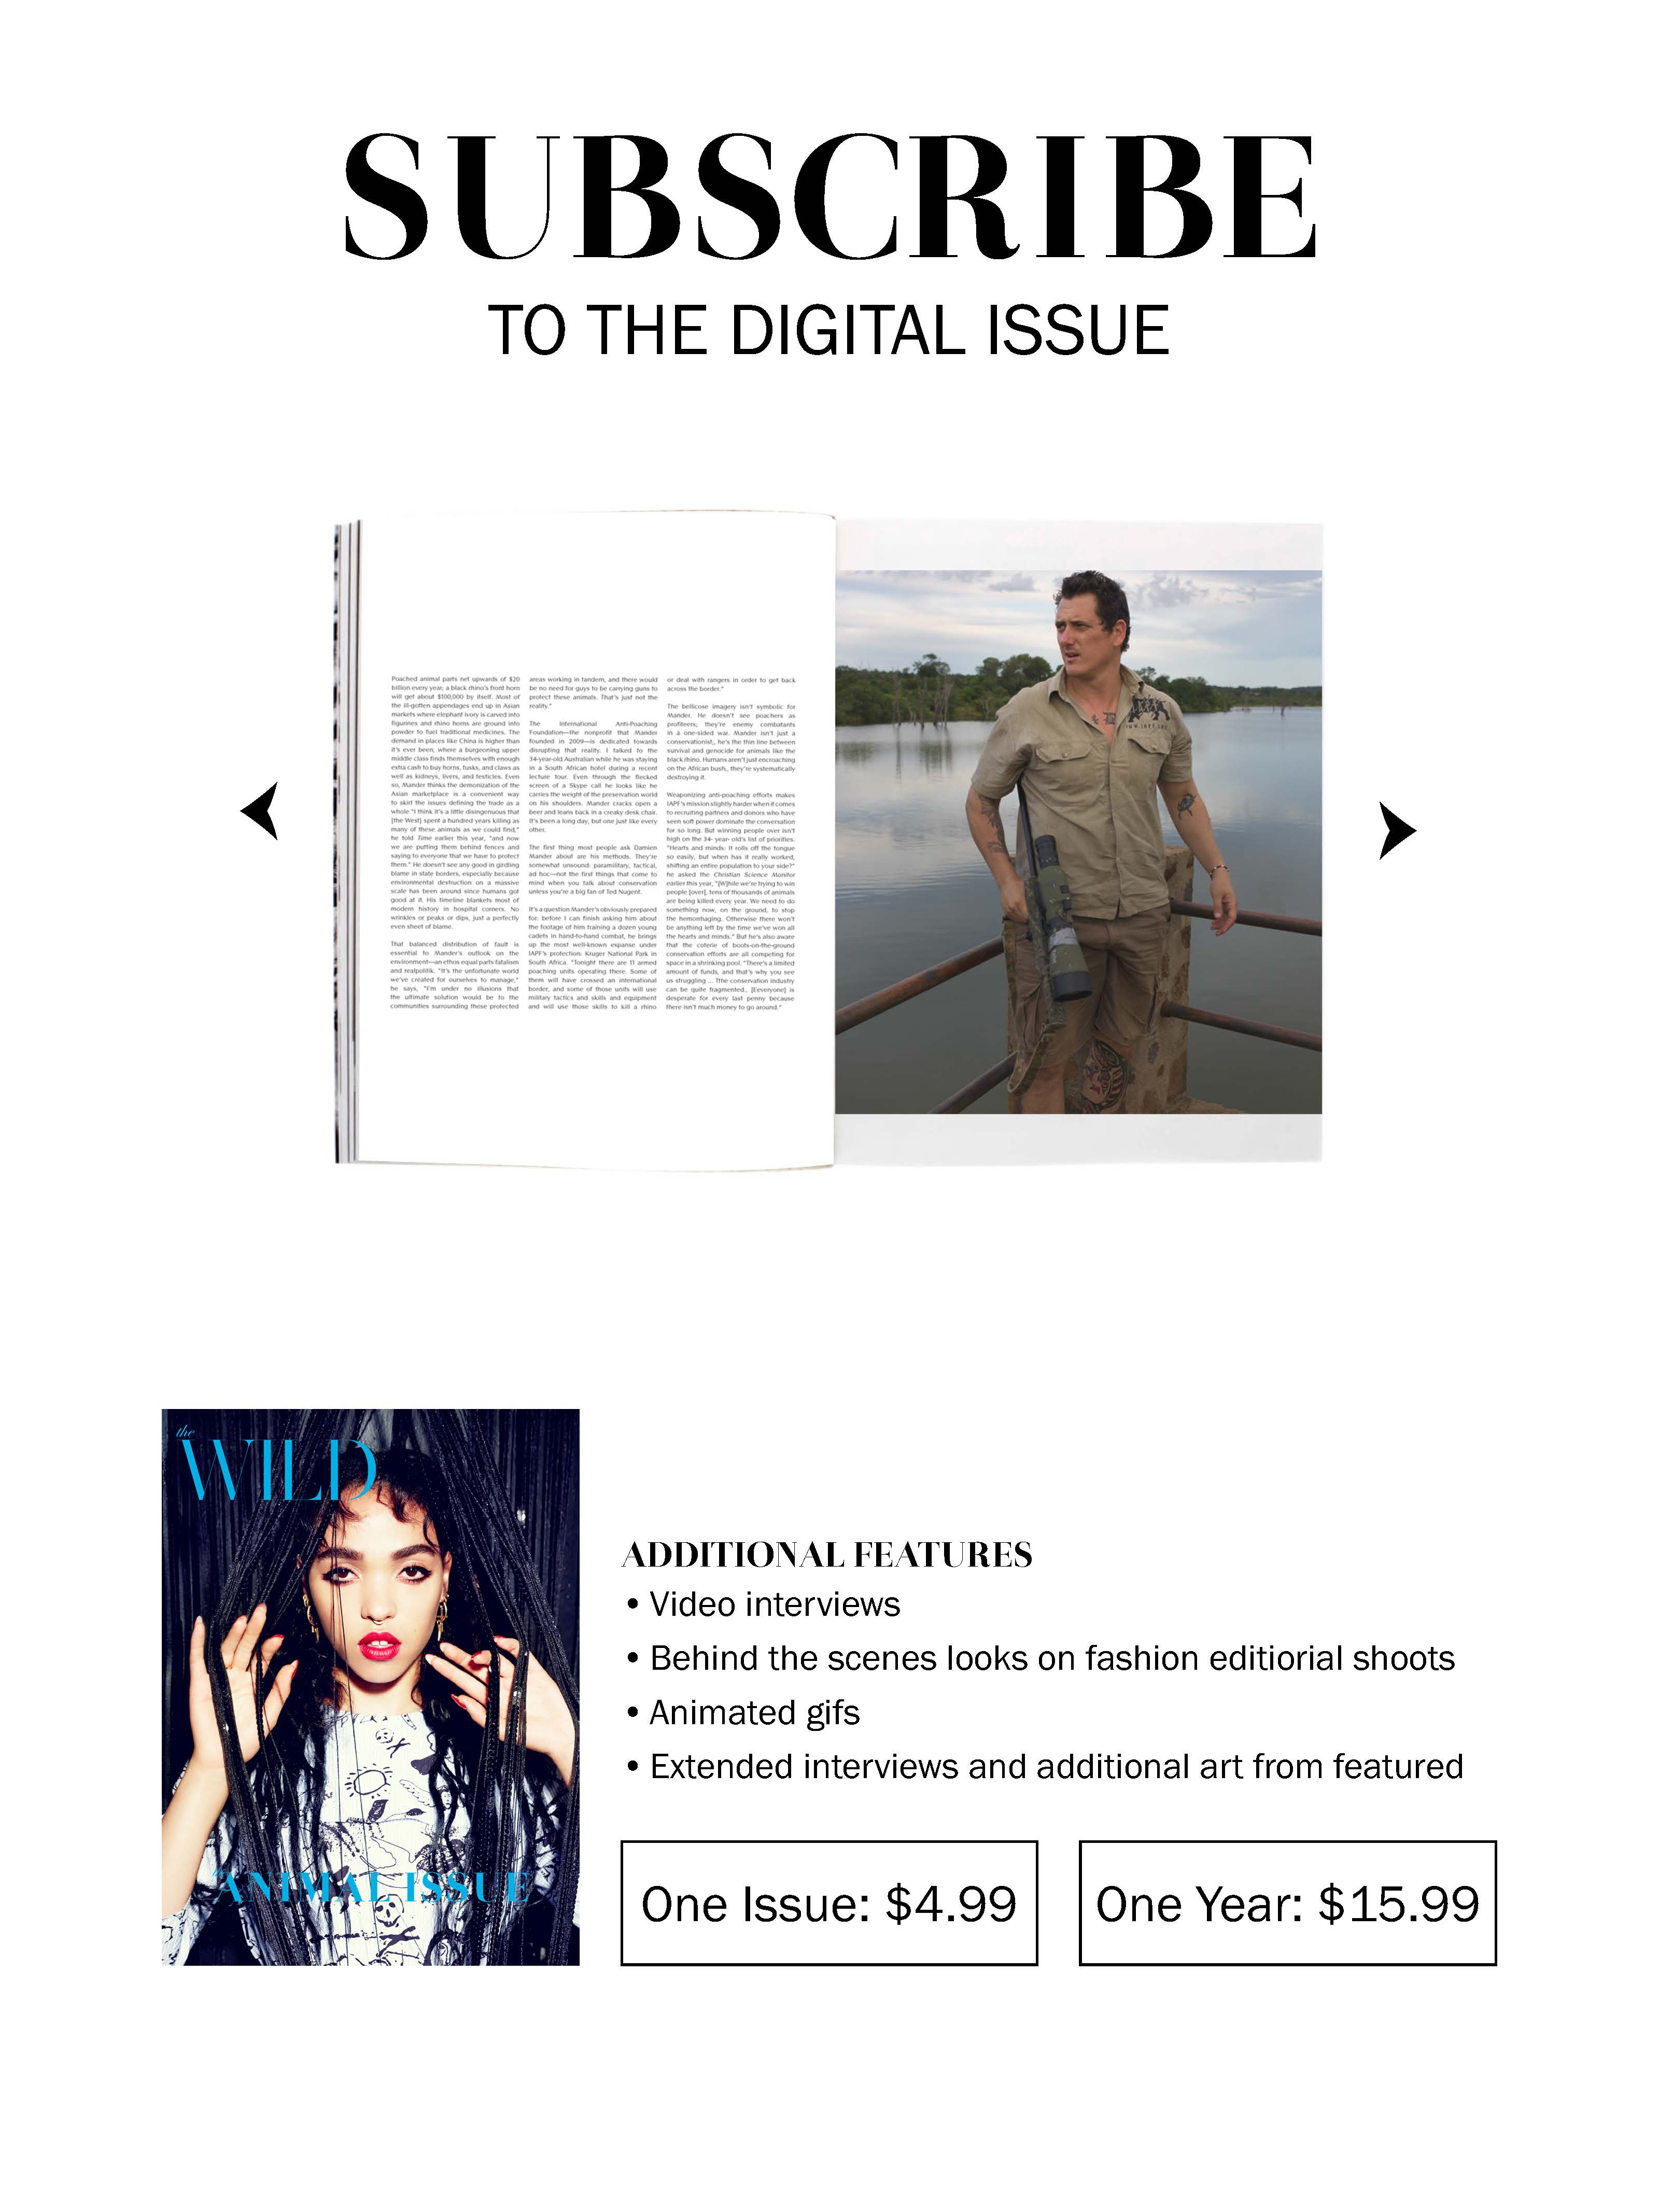 SUBSCRIBE
TO THE DIGITAL ISSUE
Poached animal parts net upwards of $20
billion every year; a black rhino's front horn
will get about $100,000 by itself. Most of
the ill-gotten appendages end up in Asian
markets where elephant ivory is carved into
figurines and rhino horns are ground into
powder to fuel traditional medicines. The
demand in places like China is higher than
it's ever been, where a burgeoning upper
middle class finds themselves with enough
extra cash to buy horns, tusks, and claws as
well as kidneys, livers, and testicles. Even
so, Mander thinks the demonization of the
Asian marketplace is a convenient way
to skirt the issues defining the trade as a
whole."I think it's a little disingenuous that
[the West] spent a hundred years killing as
many of these animals as we could find,"
he told Time earlier this year, "and now
we are putting them behind fences and
saying to everyone that we have to protect
them." He doesn't see any good in girdling
blame in state borders, especially because
environmental destruction on a massive
scale has been around since humans got
good at it. His timeline blankets most of
modern history in hospital corners. No
wrinkles or peaks or dips, just a perfectly
even sheet of blame.
That balanced distribution of fault is
essential to Mander's outlook on the
environment—an ethos equal parts fatalism
and realpolitik. "It's the unfortunate world
we've created for ourselves to manage,"
he says, "I'm under no illusions that
the ultimate solution would be to the
communities surrounding these protected
areas working in tandem, and there would
be no need for guys to be carrying guns to
protect these animals. That's just not the
reality."
The International Anti-Poaching
Foundation—the nonprofit that Mander
founded in 2009—is dedicated towards
disrupting that reality. I talked to the
34-year-old Australian while he was staying
in a South African hotel during a recent
lecture tour. Even through the flecked
screen of a Skype call he looks like he
carries the weight of the preservation world
on his shoulders. Mander cracks open a
beer and leans back in a creaky desk chair.
It's been a long day, but one just like every
other.
The first thing most people ask Damien
Mander about are his methods. They're
somewhat unsound: paramilitary, tactical,
ad hoc—not the first things that come to
mind when you talk about conservation
unless you're a big fan of Ted Nugent.
It's a question Mander's obviously prepared
for; before I can finish asking him about
the footage of him training a dozen young
cadets in hand-to-hand combat, he brings
up the most well-known expanse under
IAPF's protection: Kruger National Park in
South Africa. "Tonight there are 11 armed
poaching units operating there. Some of
them will have crossed an international
border, and some of those units will use
military tactics and skills and equipment
and will use those skills to kill a rhino
or deal with rangers in order to get back
across the border."
The bellicose imagery isn't symbolic for
Mander. He doesn't see poachers as
profiteers; they're enemy combatants
in a one-sided war. Mander isn't just a
conservationist,, he's the thin line between
survival and genocide for animals like the
black rhino. Humans aren't just encroaching
on the African bush,, they're systematically
destroying it.
Weaponizing anti-poaching efforts makes
IAPF's mission slightly harder when it comes
to recruiting partners and donors who have
seen soft power dominate the conversation
for so long. But winning people over isn't
high on the 34- year- old's list of priorities.
"Hearts and minds: it rolls off the tongue
so easily, but when has it really worked,
shifting an entire population to your side?"
he asked the Christian Science Monitor
earlier this year, "[W]hile we're trying to win
people [over], tens of thousands of animals
are being killed every year. We need to do
something now, on the ground, to stop
the hemorrhaging. Otherwise there won't
be anything left by the time we've won all
the hearts and minds." But he's also aware
that the coterie of boots-on-the-ground
conservation efforts are all competing for
space in a shrinking pool. "There's a limited
amount of funds, and that's why you see
us struggling ... Tthe conservation industry
can be quite fragmented., [Eeveryone] is
desperate for every last penny because
there isn't much money to go around."
WWW.IAPF.ORG
the
WILD
the
ANIMAL ISSUE
ADDITIONAL FEATURES
• Video interviews
• Behind the scenes looks on fashion editiorial shoots
• Animated gifs
• Extended interviews and additional art from featured
One Issue: $4.99
One Year: $15.99